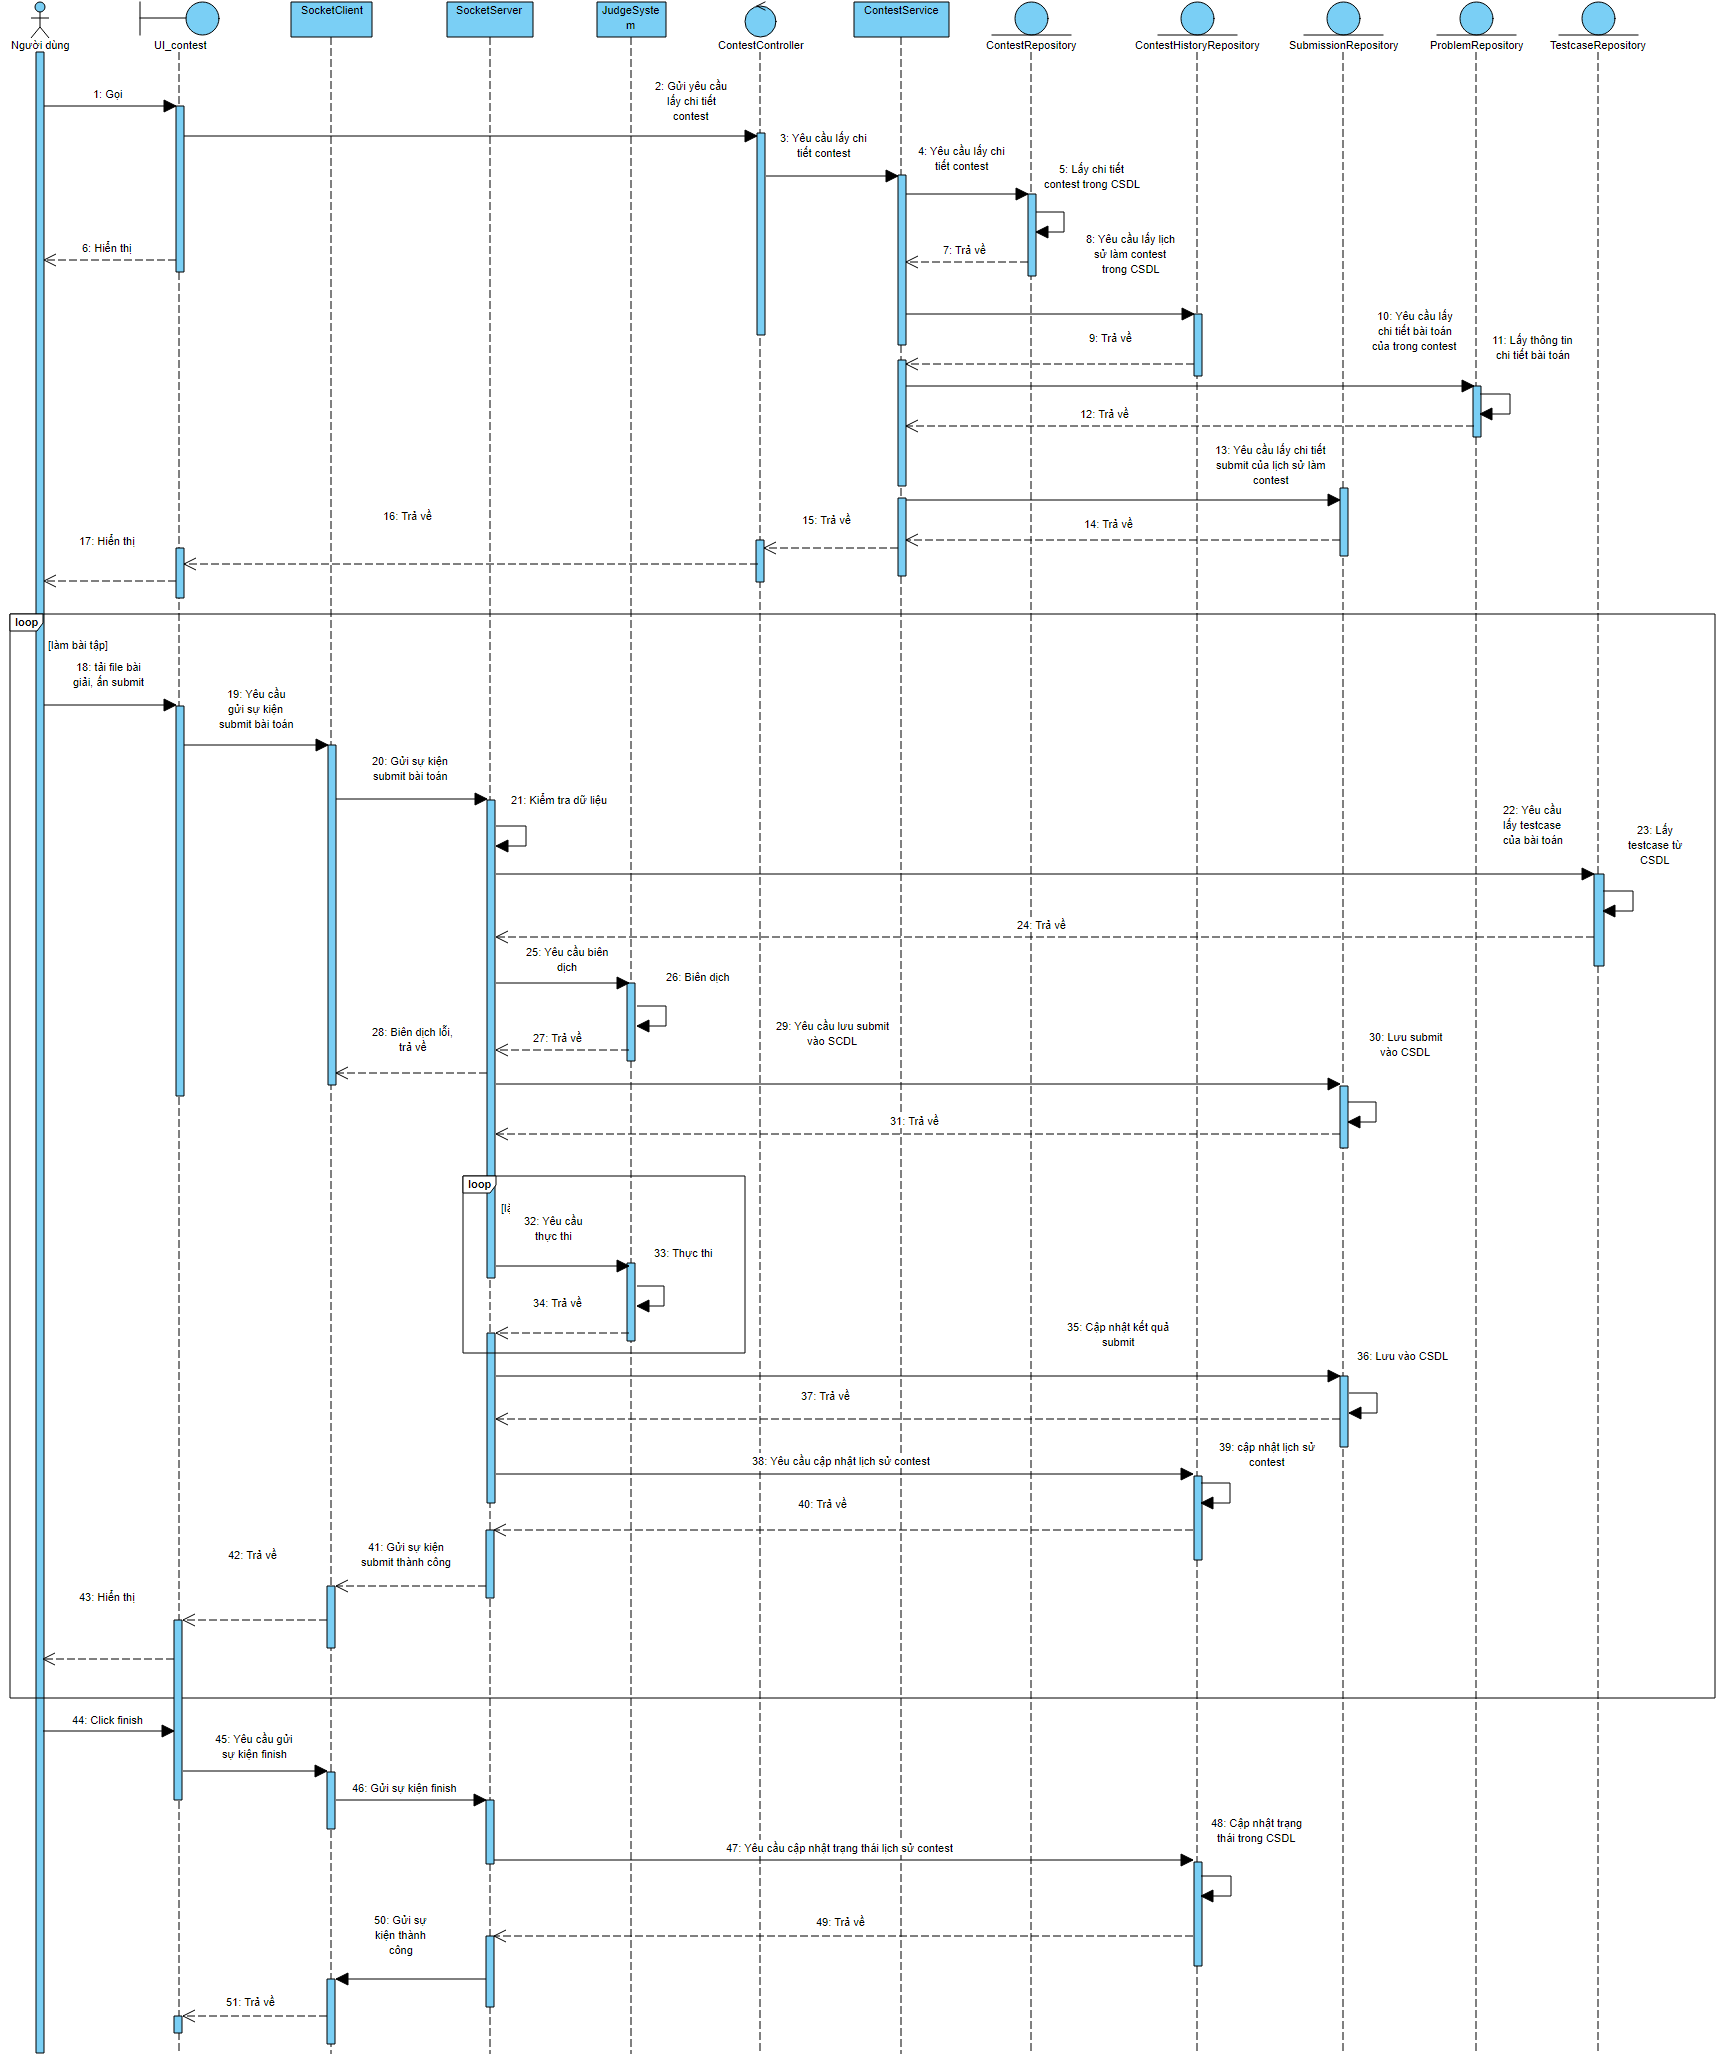 SocketClient
SocketServer
JudgeSyste
m
ContestService
Người dùng
UI_contest
ContestController
ContestRepository
ContestHistoryRepository
SubmissionRepository
ProblemRepository
TestcaseRepository
1: Gọi
2: Gửi yêu cầu
lấy chi tiết
contest
3: Yêu cầu lấy chi
tiết contest
4: Yêu cầu lấy chi
tiết contest
5: Lấy chi tiết
contest trong CSDL
6: Hiển thị
7: Trả về
8: Yêu cầu lấy lịch
sử làm contest
trong CSDL
9: Trả về
10: Yêu cầu lấy
chi tiết bài toán
của trong contest
11: Lấy thông tin
chi tiết bài toán
12: Trả về
13: Yêu cầu lấy chi tiết
submit của lịch sử làm
contest
14: Trả về
15: Trả về
16: Trả về
17: Hiển thị
loop
[làm bài tập]
18: tải file bài
giải, ấn submit
19: Yêu cầu
gửi sự kiện
submit bài toán
20: Gửi sự kiện
submit bài toán
21: Kiểm tra dữ liệu
22: Yêu cầu
lấy testcase
của bài toán
23: Lấy
testcase từ
CSDL
24: Trả về
25: Yêu cầu biên
dịch
26: Biên dịch
27: Trả về
28: Biên dịch lỗi,
trả về
29: Yêu cầu lưu submit
vào SCDL
30: Lưu submit
vào CSDL
31: Trả về
loop
32: Yêu cầu
thực thi
33: Thực thi
34: Trả về
35: Cập nhật kết quả
submit
36: Lưu vào CSDL
37: Trả về
38: Yêu cầu cập nhật lịch sử contest
39: cập nhật lịch sử
contest
40: Trả về
41: Gửi sự kiện
submit thành công
42: Trả về
43: Hiển thị
44: Click finish
45: Yêu cầu gửi
sự kiện finish
46: Gửi sự kiện finish
47: Yêu cầu cập nhật trạng thái lịch sử contest
48: Cập nhật trạng
thái trong CSDL
49: Trả về
50: Gửi sự
kiện thành
công
51: Trả về